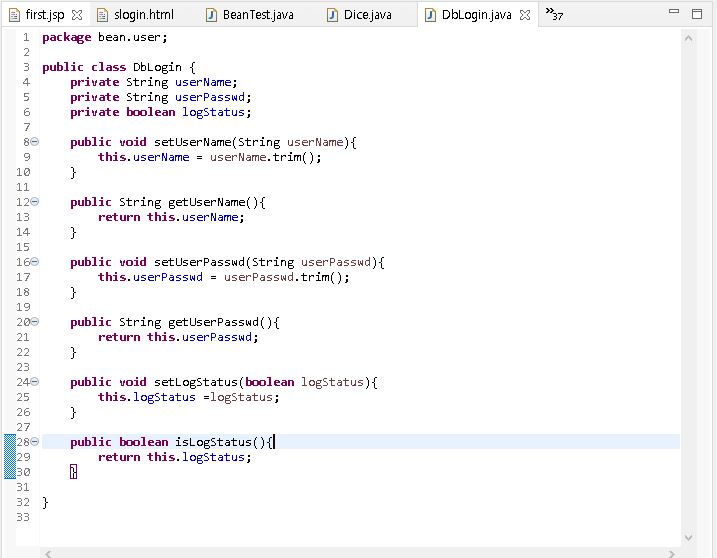 first.jsp slogin.html BeanTest.java Dice.java DbLogin.java »37
1 package bean.user;
2
3 public class DbLogin {
4 private String userName;
5 private String userPasswd;
6 private boolean logStatus;
7
8 public void setUserName(String userName){
9 this.userName = userName.trim();
10 }
11
12 public String getUserName(){
13 return this.userName;
14 }
15
16 public void setUserPasswd(String userPasswd){
17 this.userPasswd = userPasswd.trim();
18 }
19
20 public String getUserPasswd(){
21 return this.userPasswd;
22 }
23
24 public void setLogStatus(boolean logStatus){
25 this.logStatus =logStatus;
26 }
27
28 public boolean isLogStatus(){
29 return this.logStatus;
30 }
31
32 }
33